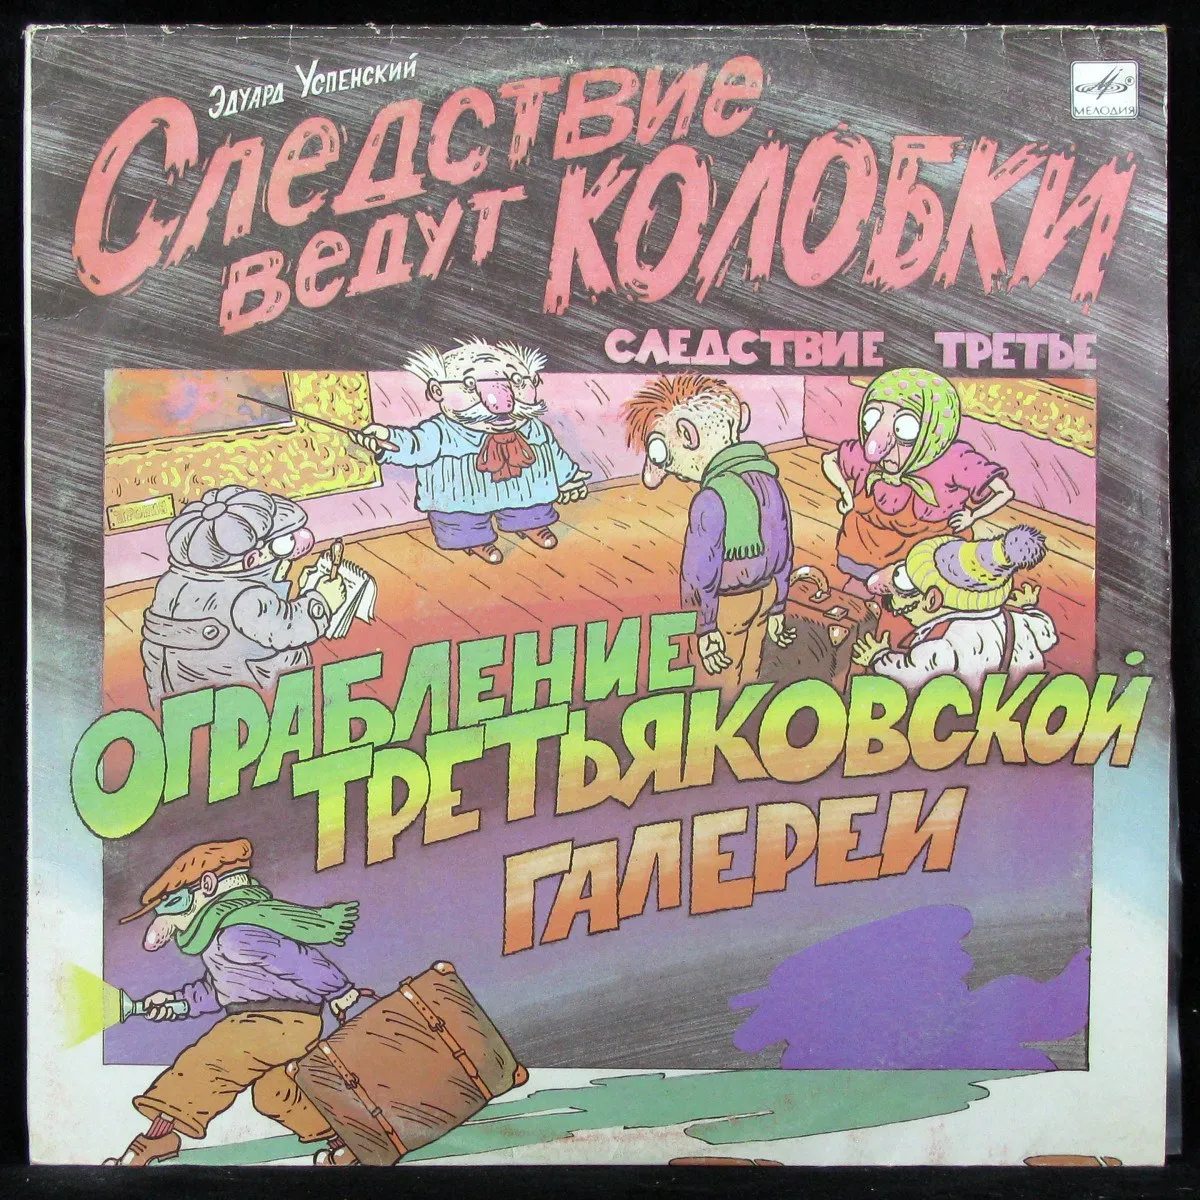 Эдуард Успенский
Следствие
ведут Колобки
МЕЛОДИЯ
СЛЕДСТВИЕ ТРЕТЬЕ
ОГРАБЛЕНИЕ
ТРЕТЬЯКОВСКОЙ
ГАЛЕРЕИ